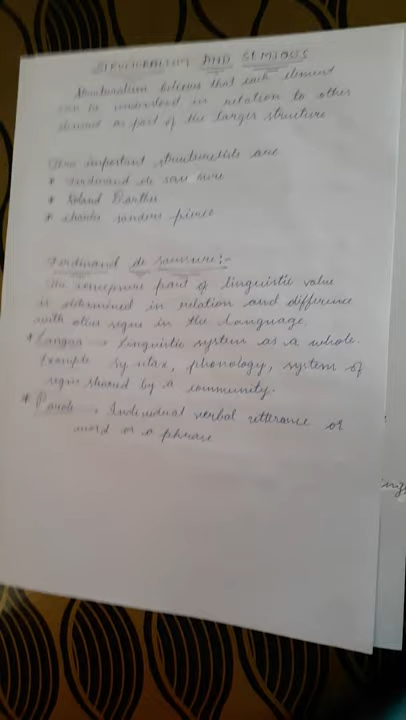 STRUCTURALISM AND SEMIOUS
Structuralism believes that each element
can be understood in relation to other
element as part of the larger structure
important structuralists are
* Ferdinand de saussure
* Roland Barthes
* charles sanders pierce
Ferdinand de saussure :-
The conceptual part of linguistic value
is determined in relation and difference
with other signs in the language.
* Langue → Linguistic system as a whole.
Example syntax, phonology, system of
signs shared by a community.
* Parole → Individual verbal utterance or
word or a phrase